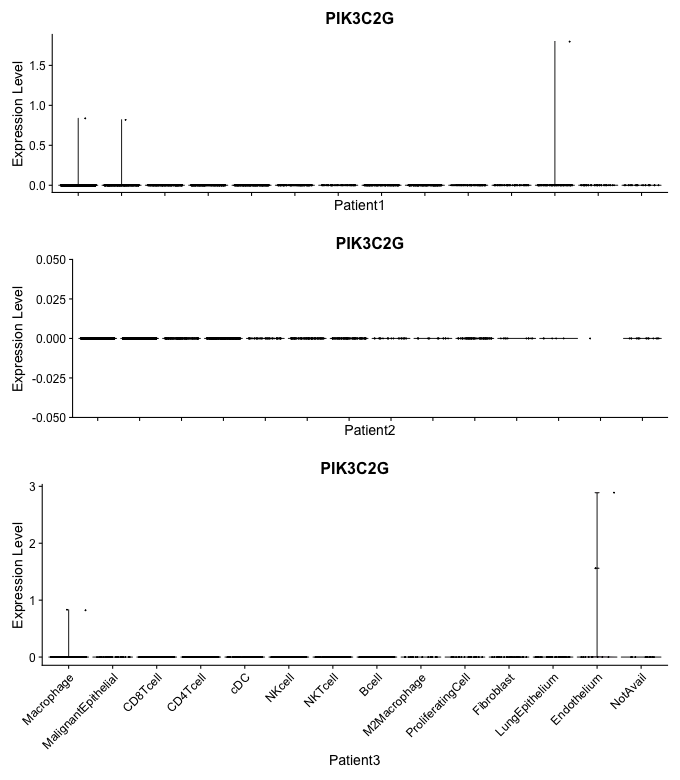 PIK3C2G
Expression Level
1.5
1.0
0.5
0.0
Patient1
PIK3C2G
Expression Level
0.050
0.025
0.000
-0.025
-0.050
Patient2
PIK3C2G
Expression Level
3
2
1
0
Macrophage
MalignantEpithelial
CD8Tcell
CD4Tcell
cDC
NKcell
NKTcell
Bcell
M2Macrophage
ProliferatingCell
Fibroblast
LungEpithelium
Endothelium
NotAvail
Patient3